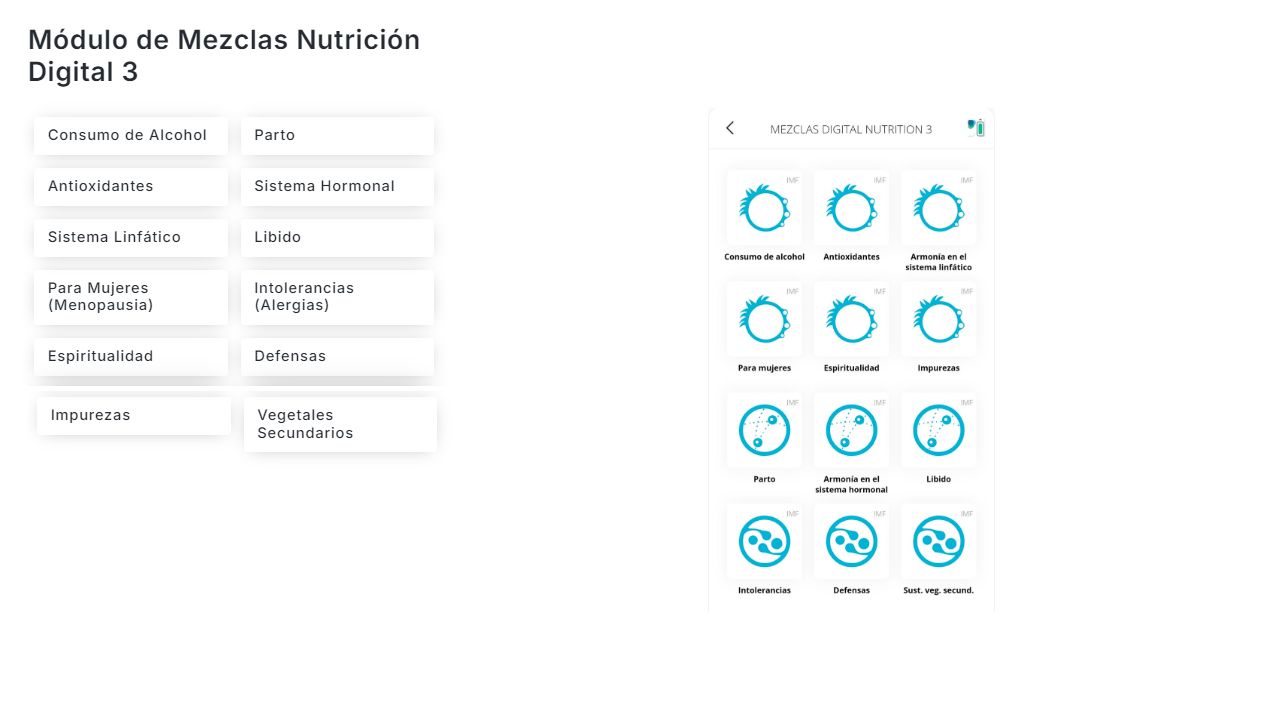 Módulo de Mezclas Nutrición
Digital 3
Consumo de Alcohol
Parto
Antioxidantes
Sistema Hormonal
Sistema Linfático
Libido
Para Mujeres
(Menopausia)
Intolerancias
(Alergias)
Espiritualidad
Defensas
Impurezas
Vegetales
Secundarios
MEZCLAS DIGITAL NUTRITION 3
IMF
IMF
IMF
Consumo de alcohol
Antioxidantes
Armonía en el
sistema linfático
IMF
IMF
IMF
Para mujeres
Espiritualidad
Impurezas
IMF
IMF
IMF
Parto
Armonía en el
sistema hormonal
Libido
IMF
IMF
IMF
Intolerancias
Defensas
Sust. veg. secund.